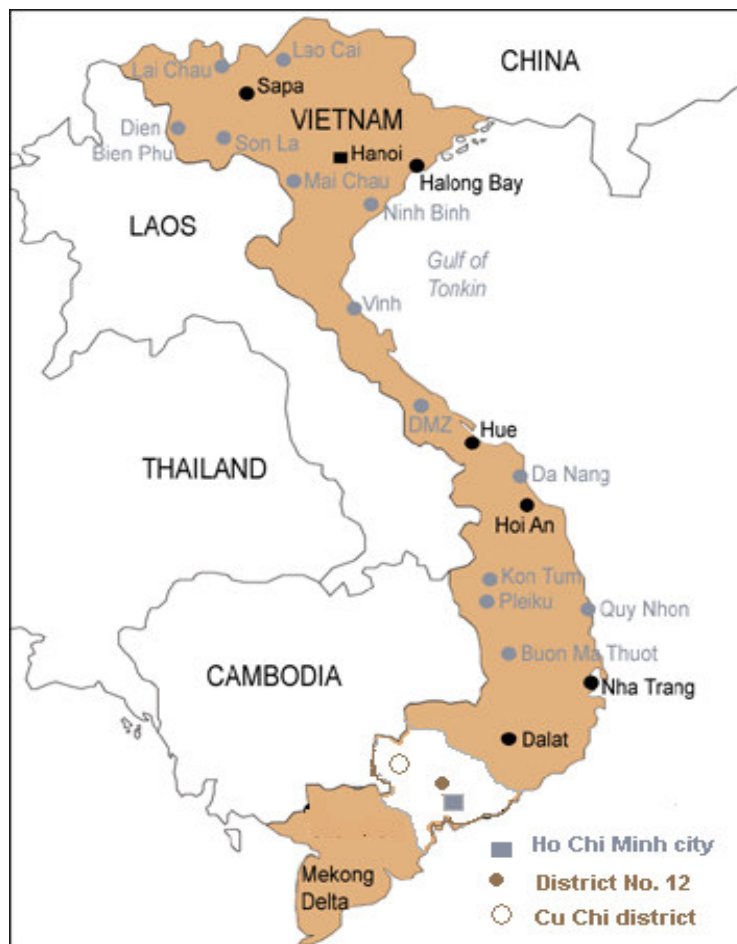 Lao Cai
CHINA
Lai Chau
Sapa
VIETNAM
Dien
Bien Phu
Son La
Hanoi
Mai Chau
Halong Bay
Ninh Binh
LAOS
Gulf of
Tonkin
Vinh
DMZ
Hue
THAILAND
Da Nang
Hoi An
Kon Tum
Pleiku
Quy Nhon
Buon Ma Thuot
CAMBODIA
Nha Trang
Dalat
Ho Chi Minh city
District No. 12
Mekong
Delta
Cu Chi district